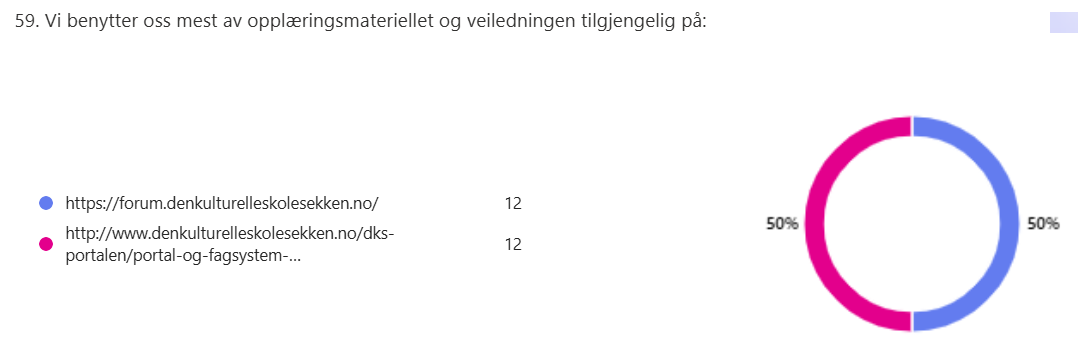 59. Vi benytter oss mest av opplæringsmateriellet og veiledningen tilgjengelig på:
https://forum.denkulturelleskolesekken.no/ 12
http://www.denkulturelleskolesekken.no/dks-
portalen/portal-og-fagsystem-... 12
50%
50%